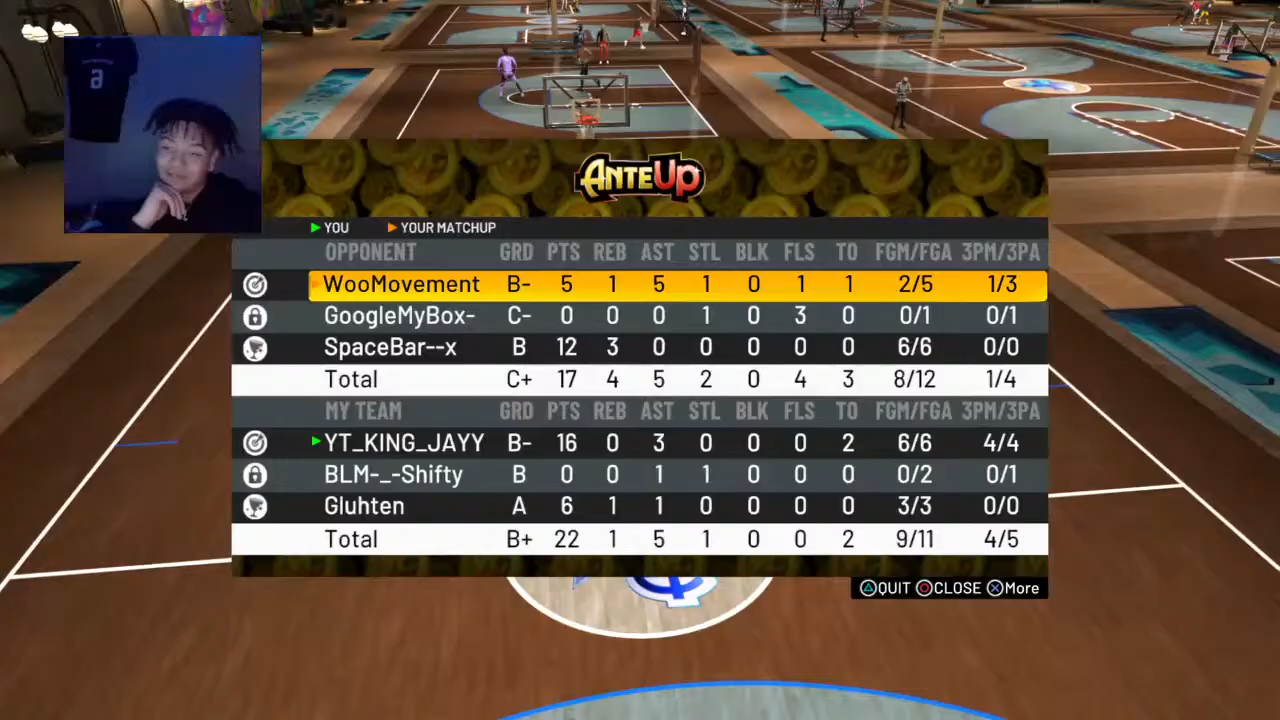 a
ANTEUP
YOU YOUR MATCHUP
OPPONENT GRD PTS REB AST STL BLK FLS TO FGM/FGA 3PM/3PA
WooMovement B- 5 1 5 1 0 1 1 2/5 1/3
GoogleMyBox- C- 0 0 0 1 0 3 0 0/1 0/1
SpaceBar--x B 12 3 0 0 0 0 0 6/6 0/0
Total C+ 17 4 5 2 0 4 3 8/12 1/4
MY TEAM GRD PTS REB AST STL BLK FLS TO FGM/FGA 3PM/3PA
YT_KING_JAYY B- 16 0 3 0 0 0 2 6/6 4/4
BLM-_-Shifty B 0 0 1 1 0 0 0 0/2 0/1
Gluhten A 6 1 1 0 0 0 0 3/3 0/0
Total B+ 22 1 5 1 0 0 2 9/11 4/5
QUIT CLOSE More